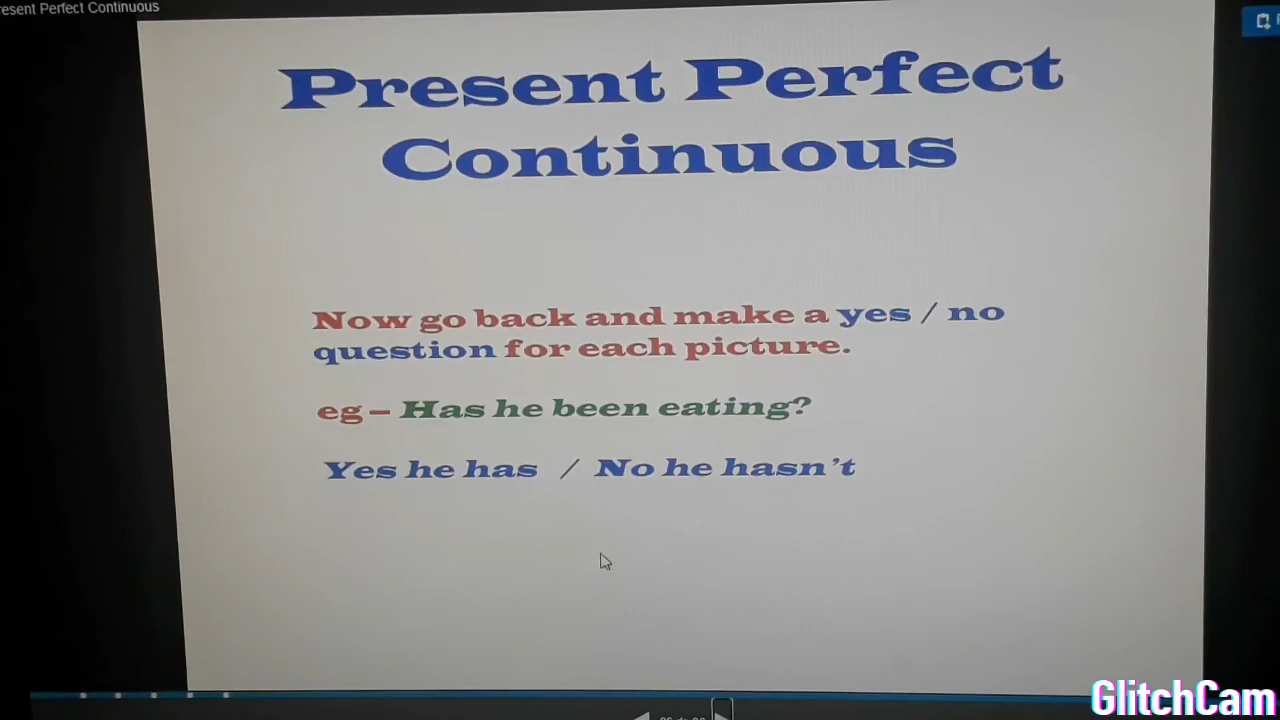 resent Perfect Continuous
Present Perfect
Continuous
Now go back and make a yes / no
question for each picture.
eg – Has he been eating?
Yes he has / No he hasn't
GlitchCam